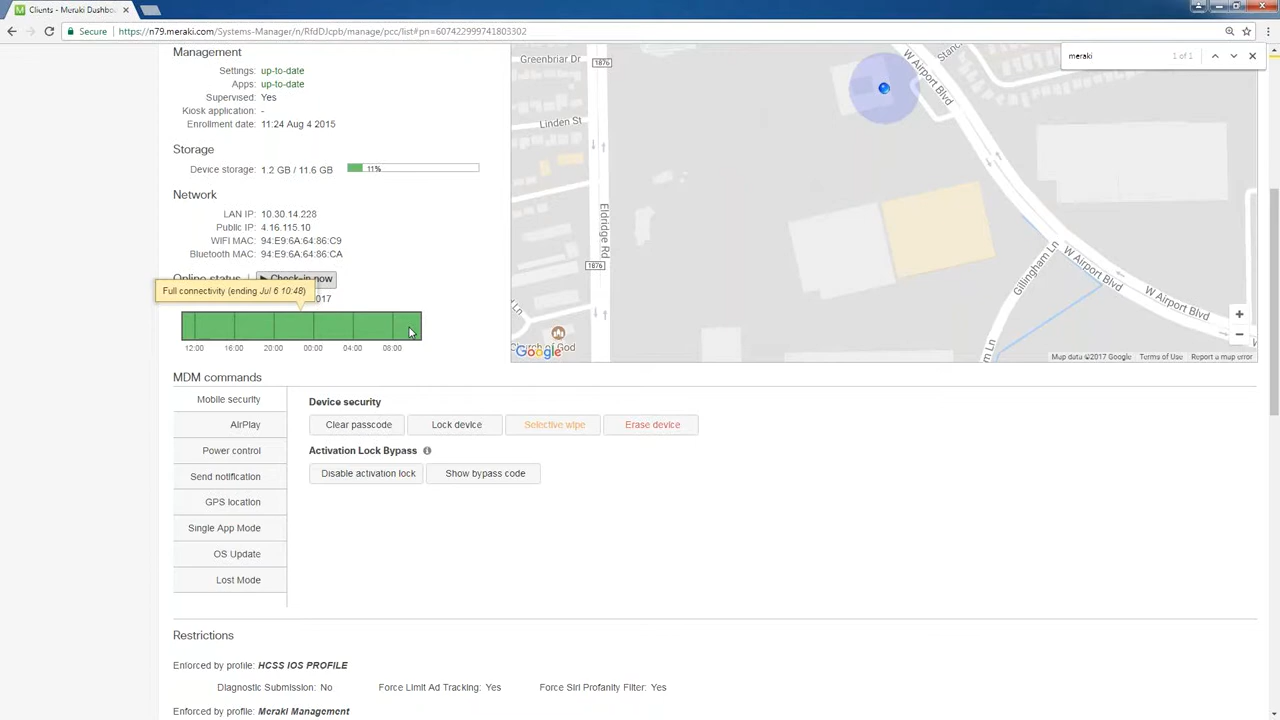 Clients - Meraki Dashbo
Secure
https://n79.meraki.com/Systems-Manager/n/RfdDJcpb/manage/pcc/list#pn=607422999741803302
meraki
1 of 1
Management
Settings: up-to-date
Apps: up-to-date
Supervised: Yes
Kiosk application: -
Enrollment date: 11:24 Aug 4 2015
Storage
Device storage: 1.2 GB / 11.6 GB 11%
Network
LAN IP: 10.30.14.228
Public IP: 4.16.115.10
WIFI MAC: 94:E9:6A:64:86:C9
Bluetooth MAC: 94:E9:6A:64:86:CA
Online status | ▶ Check-in now
Full connectivity (ending Jul 6 10:48)
017
12:00 16:00 20:00 00:00 04:00 08:00
Greenbriar Dr
1876
Linden St
Eldridge Rd
1876
W Airport Blvd
Stanc
Gillingham Ln
W Airport Blvd
W Airport Blvd
Ln
m Ln
Church of God
Google
+
−
Map data ©2017 Google
Terms of Use
Report a map error
MDM commands
Mobile security
AirPlay
Power control
Send notification
GPS location
Single App Mode
OS Update
Lost Mode
Device security
Clear passcode
Lock device
Selective wipe
Erase device
Activation Lock Bypass
Disable activation lock
Show bypass code
Restrictions
Enforced by profile: HCSS IOS PROFILE
Diagnostic Submission: No
Force Limit Ad Tracking: Yes
Force Siri Profanity Filter: Yes
Enforced by profile: Meraki Management